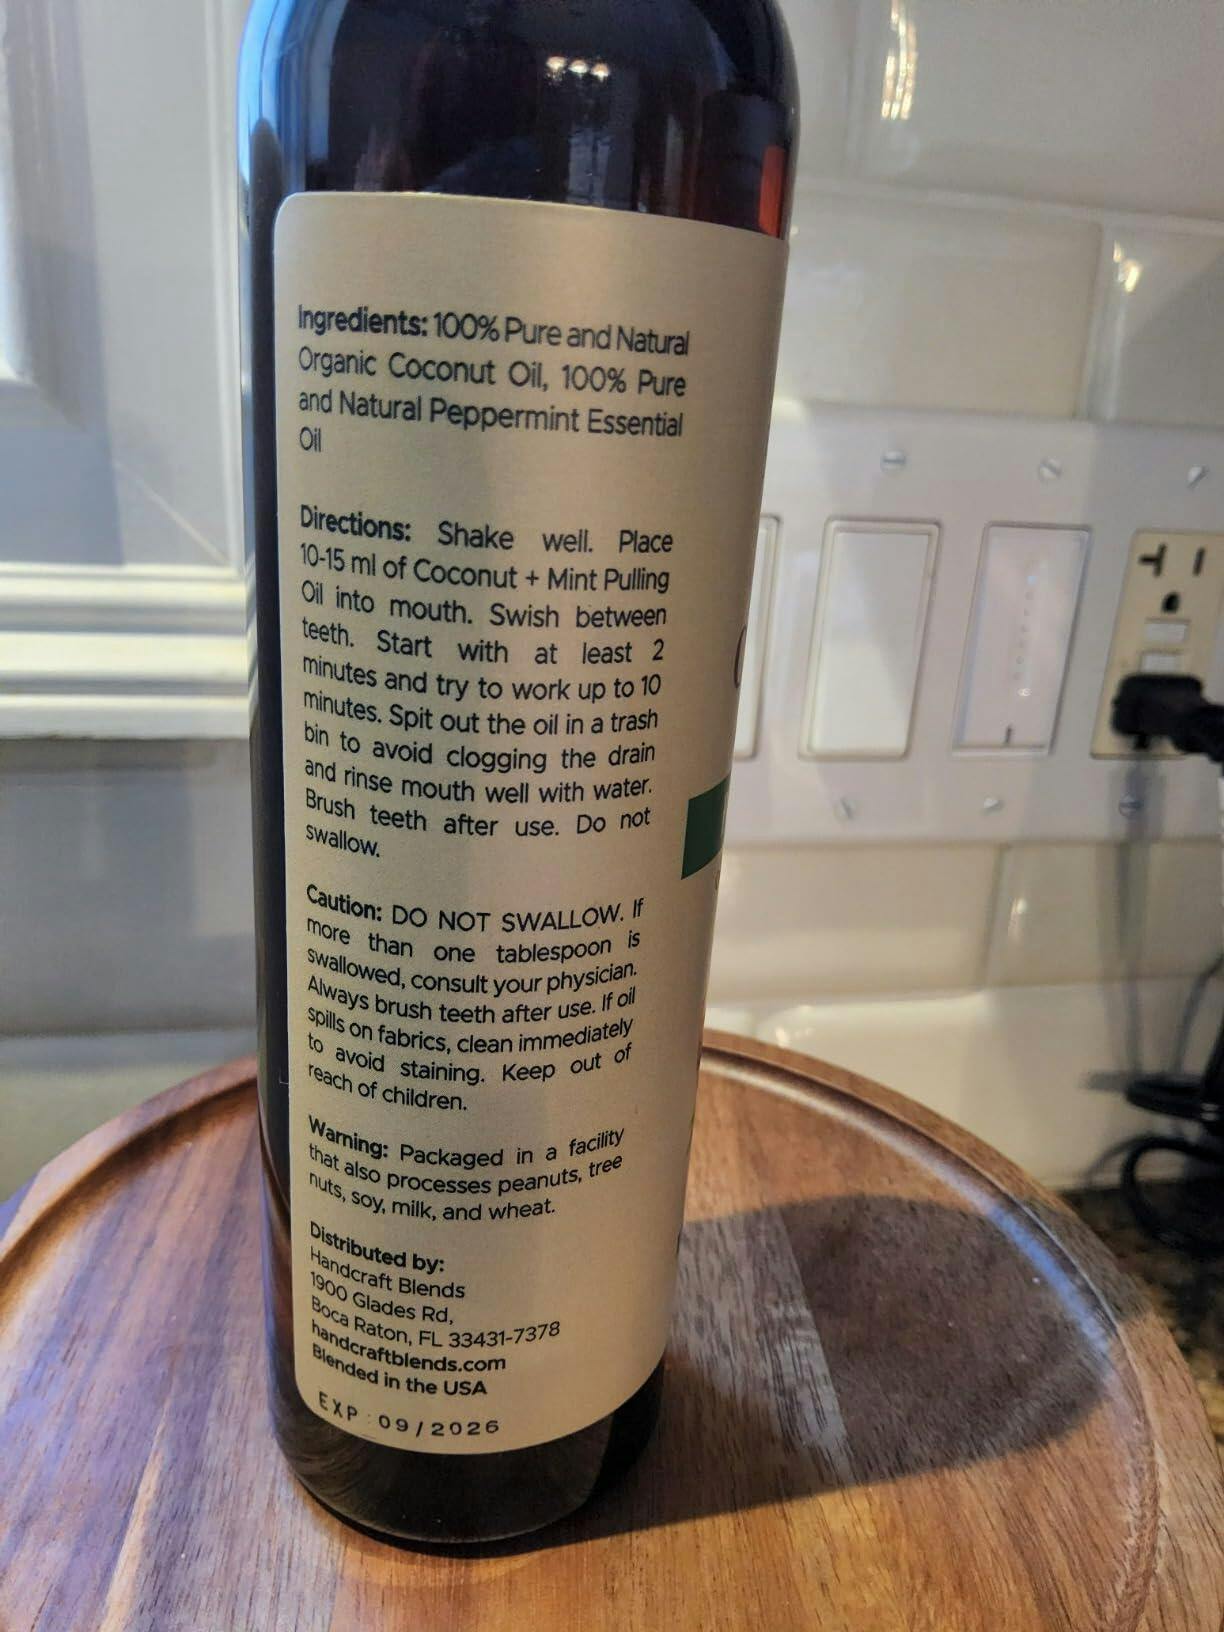 Ingredients: 100% Pure and Natural
Organic Coconut Oil, 100% Pure
and Natural Peppermint Essential
Oil
Directions: Shake well. Place
10-15 ml of Coconut + Mint Pulling
Oil into mouth. Swish between
teeth. Start with at least 2
minutes and try to work up to 10
minutes. Spit out the oil in a trash
bin to avoid clogging the drain
and rinse mouth well with water.
Brush teeth after use. Do not
swallow.
Caution: DO NOT SWALLOW. If
more than one tablespoon is
swallowed, consult your physician.
Always brush teeth after use. If oil
spills on fabrics, clean immediately
to avoid staining. Keep out of
reach of children.
Warning: Packaged in a facility
that also processes peanuts, tree
nuts, soy, milk, and wheat.
Distributed by:
Handcraft Blends
1900 Glades Rd,
Boca Raton, FL 33431-7378
handcraftblends.com
Blended in the USA
EXP 09/2026